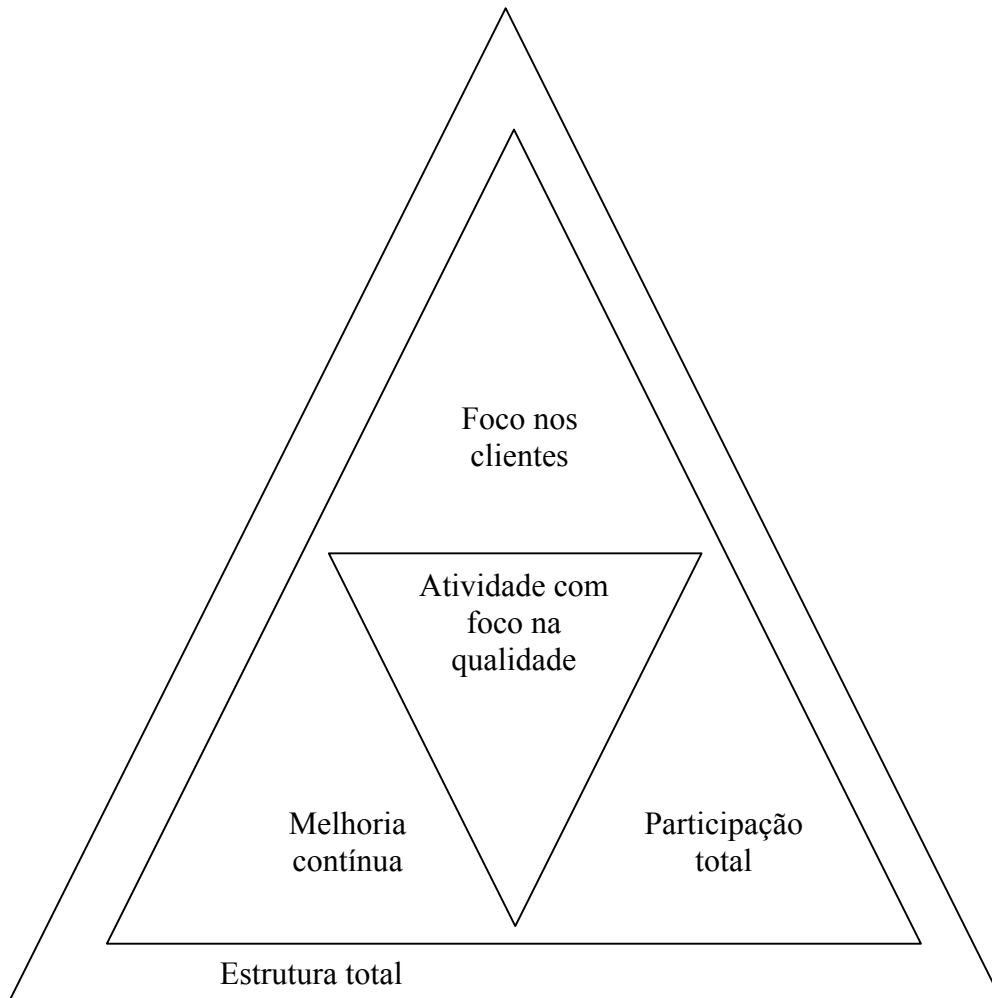 Foco nos
clientes
Atividade com
foco na
qualidade
Melhoria
contínua
Participação
total
Estrutura total